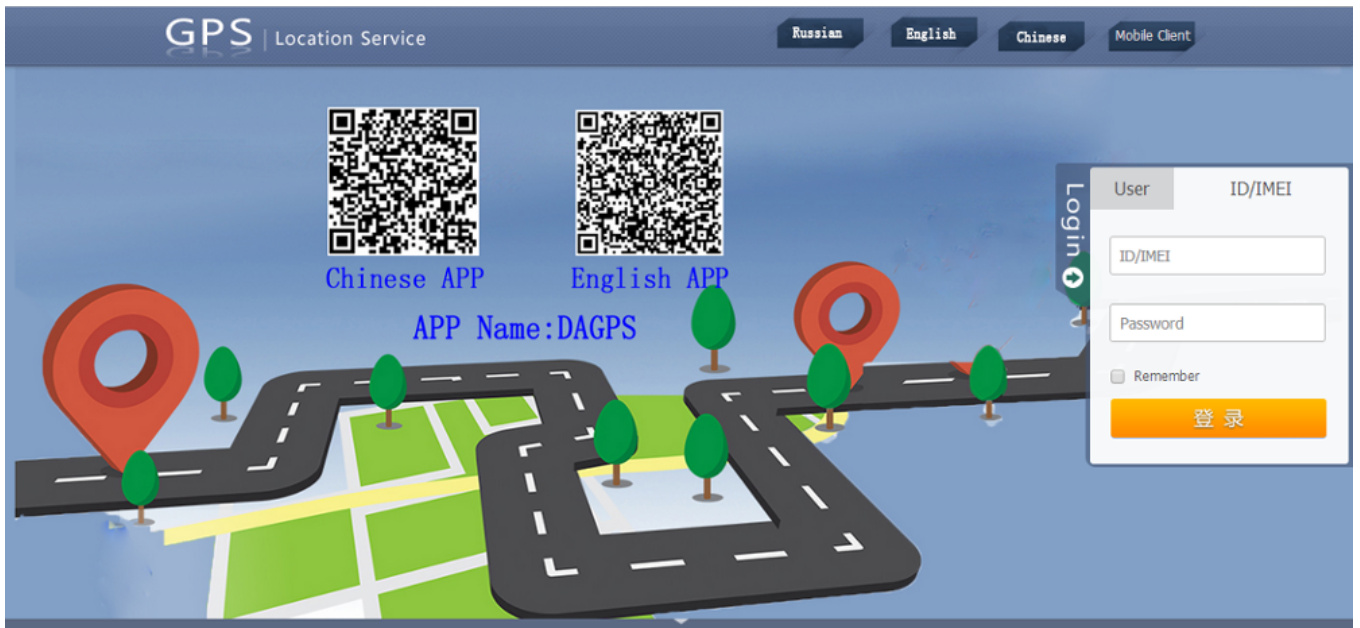 GPS | Location Service
Russian
English
Chinese
Mobile Client
Chinese APP
English APP
APP Name:DAGPS
Login
User
ID/IMEI
ID/IMEI
Password
Remember
登 录